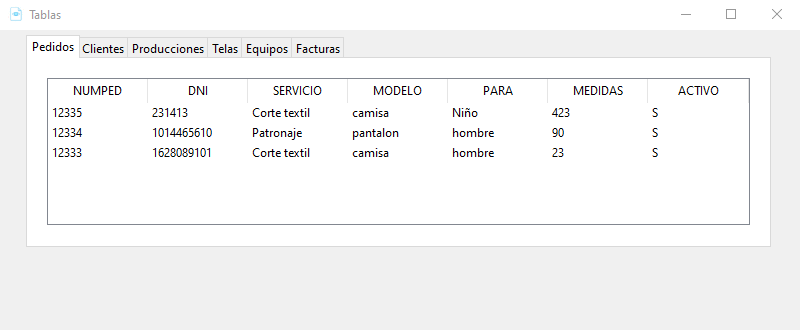 Tablas
Pedidos Clientes Producciones Telas Equipos Facturas
NUMPED DNI SERVICIO MODELO PARA MEDIDAS ACTIVO
12335 231413 Corte textil camisa Niño 423 S
12334 1014465610 Patronaje pantalon hombre 90 S
12333 1628089101 Corte textil camisa hombre 23 S